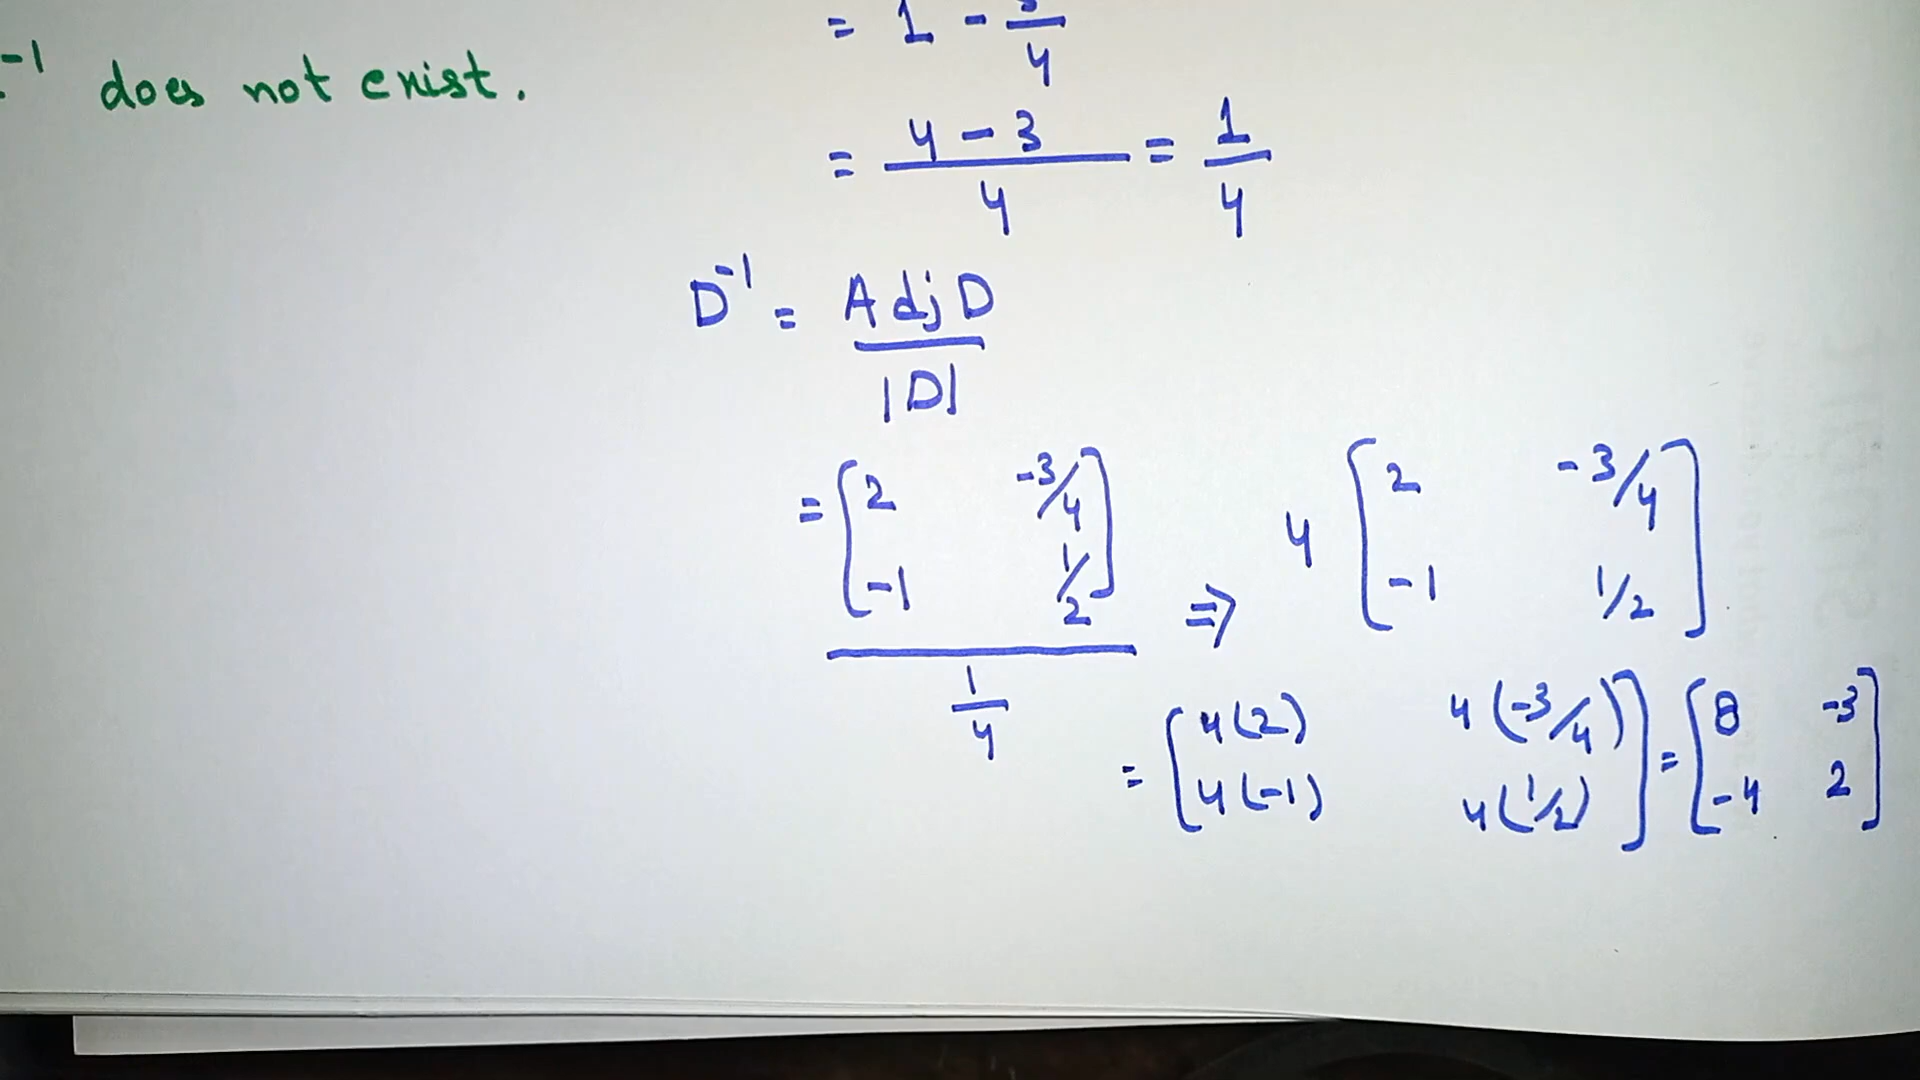 -1 does not exist.
= 1 - 3/4
= (4 - 3)/4 = 1/4
D^-1 = Adj D / |D|
= [2 -3/4; -1 1/2] / (1/4) ⇒ 4 [2 -3/4; -1 1/2]
= [4(2) 4(-3/4); 4(-1) 4(1/2)] = [8 -3; -4 2]